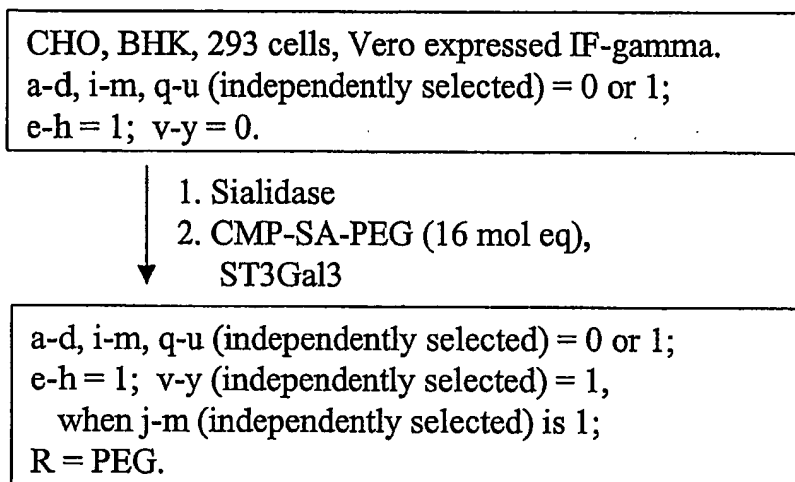 CHO, BHK, 293 cells, Vero expressed IF-gamma.
a-d, i-m, q-u (independently selected) = 0 or 1;
e-h = 1; v-y = 0.
1. Sialidase
2. CMP-SA-PEG (16 mol eq),
ST3Gal3
a-d, i-m, q-u (independently selected) = 0 or 1;
e-h = 1; v-y (independently selected) = 1,
when j-m (independently selected) is 1;
R = PEG.